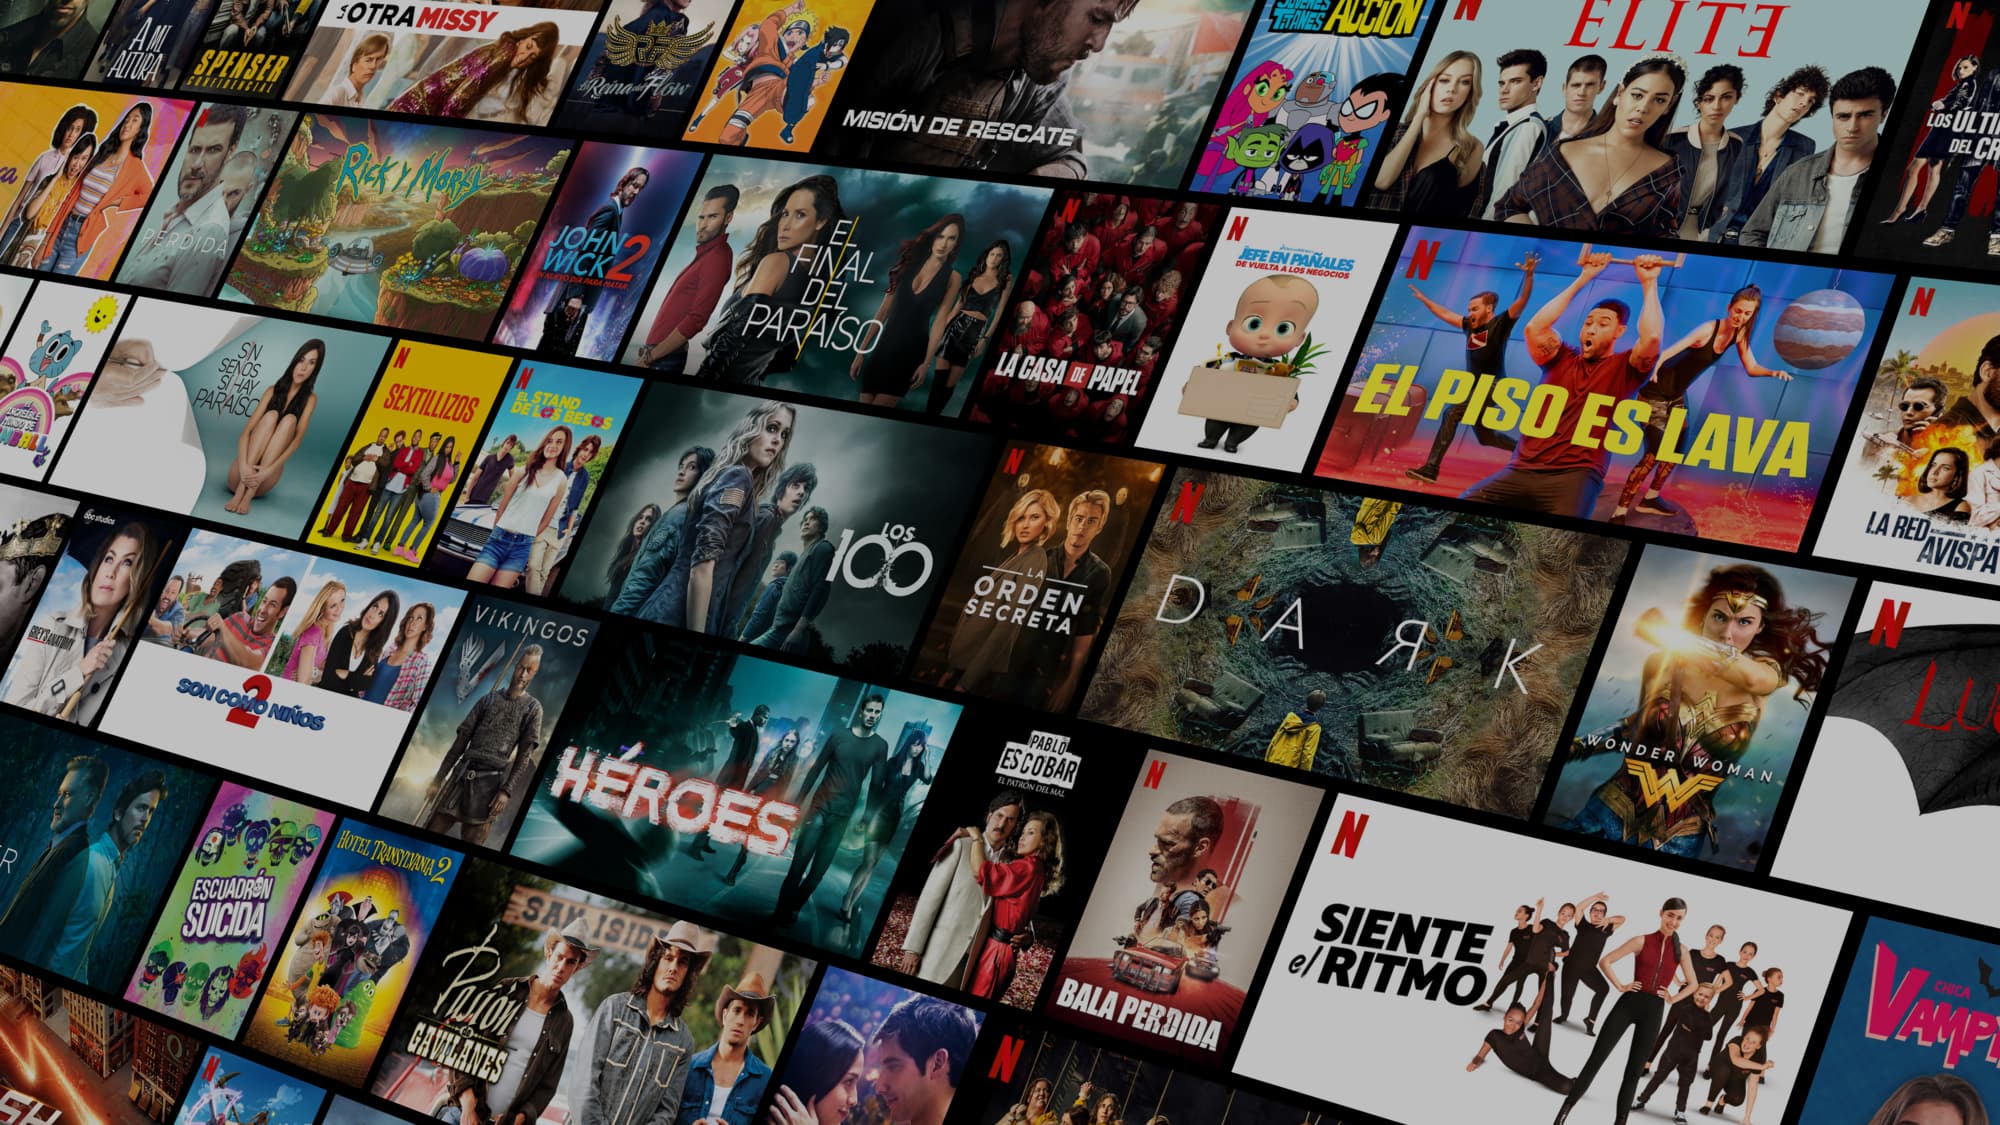 A MI
ALTURA
SPENSER
CONFIDENCIAL
OTRA MISSY
La Reina del Flow
MISIÓN DE RESCATE
JÓVENES
TITANES
ACCIÓN
N
ELITE
N
LOS ÚLTI
DEL CR
ca
N
PERDIDA
RICK Y MORTY
JOHN
WICK 2
UN NUEVO DÍA PARA MATAR
EL
FINAL
DEL
PARAÍSO
N
LA CASA DE PAPEL
N
JEFE EN PAÑALES
DE VUELTA A LOS NEGOCIOS
N
EL PISO ES LAVA
N
LA RED
AVISPA
INCREÍBLE
MUNDO DE
MBALL
SIN
SENOS
SÍ HAY
PARAÍSO
N
SEXTILLIZOS
N
EL STAND
DE LOS BESOS
LOS
100
N
LA
ORDEN
SECRETA
N
DARK
WONDER WOMAN
W
N
LU
abc studios
GREY'S ANATOMY
SON COMO NIÑOS
2
VIKINGOS
HÉROES
PABLO
ESCOBAR
EL PATRÓN DEL MAL
N
BALA PERDIDA
N
SIENTE
el RITMO
CHICA
VAMP
R
ESCUADRÓN
SUICIDA
HOTEL TRANSYLVANIA 2
SAN ISID
Pasión
DE
GAVILANES
SH
N
N